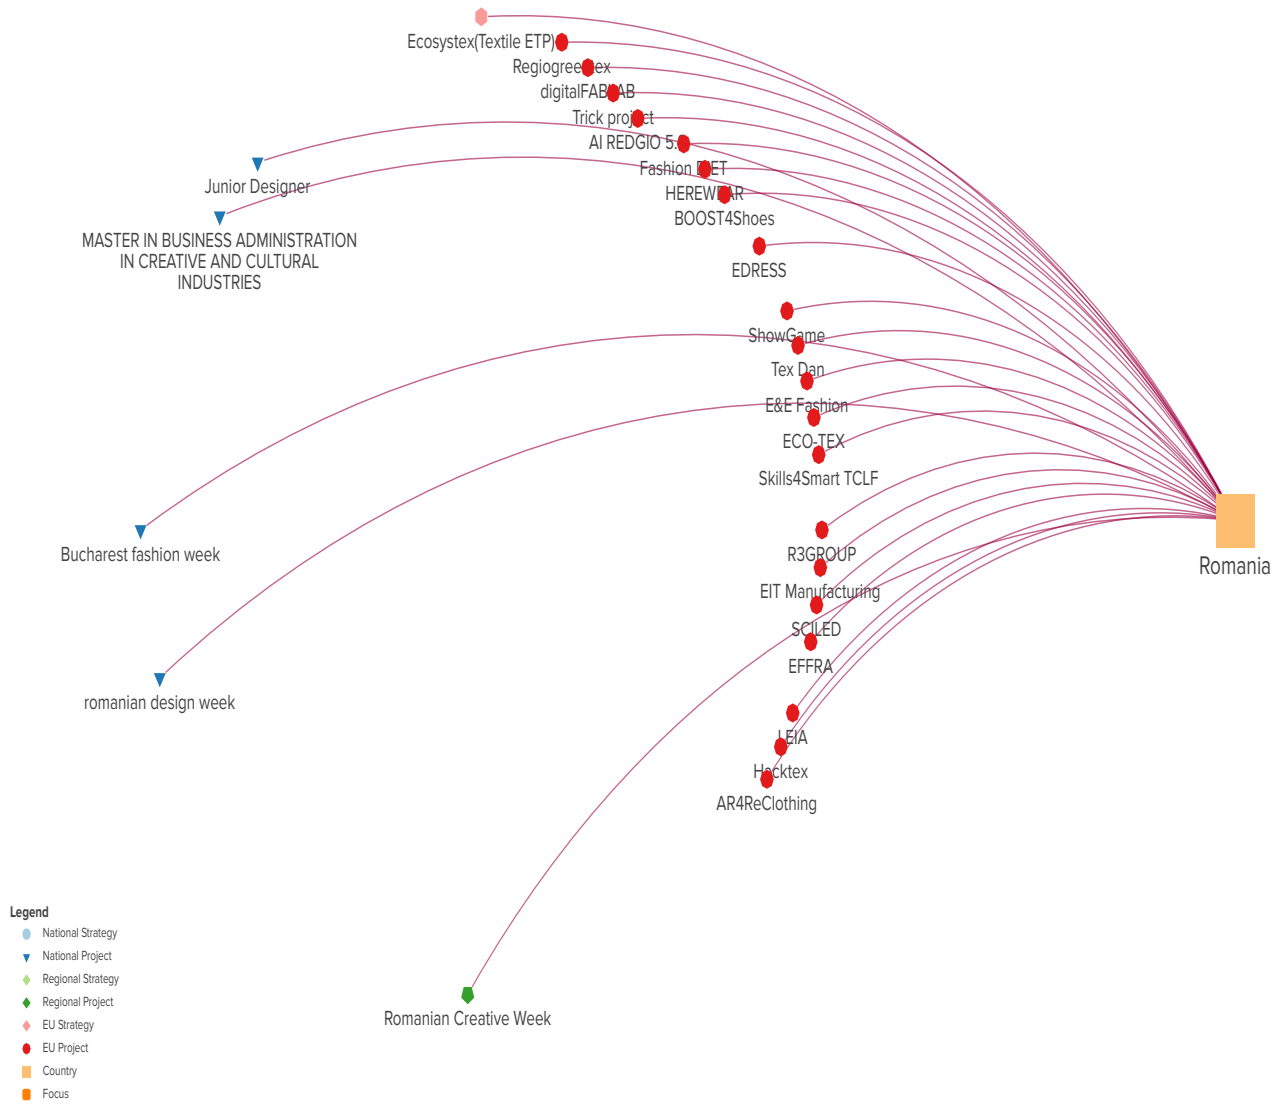 Ecosystex(Textile ETP)
Regiogreentex
digitalFABLAB
Trick project
AI REDGIO 5.0
Fashion DIET
HEREWEAR
BOOST4Shoes
EDRESS
Junior Designer
MASTER IN BUSINESS ADMINISTRATION
IN CREATIVE AND CULTURAL
INDUSTRIES
ShowGame
Tex Dan
E&E Fashion
ECO-TEX
Skills4Smart TCLF
R3GROUP
EIT Manufacturing
SCILED
EFFRA
LEIA
Hacktex
AR4ReClothing
Romania
Bucharest fashion week
romanian design week
Romanian Creative Week
Legend
National Strategy
National Project
Regional Strategy
Regional Project
EU Strategy
EU Project
Country
Focus